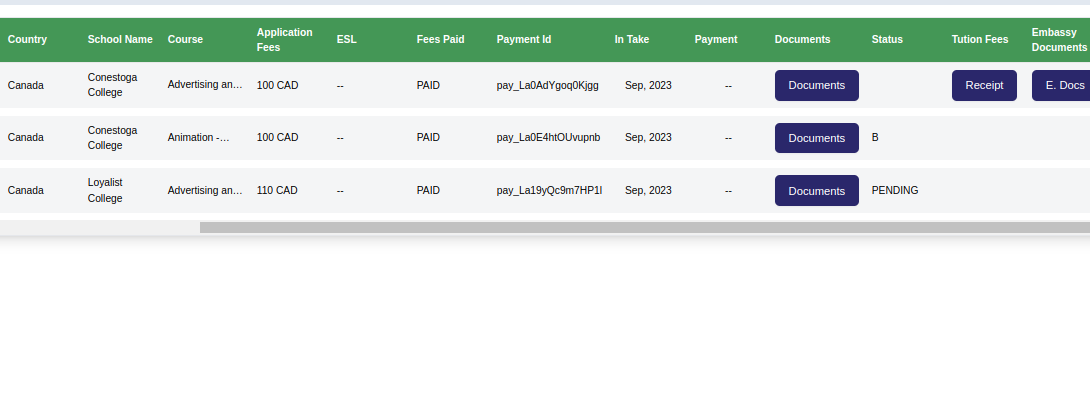 Country School Name Course Application Fees ESL Fees Paid Payment Id In Take Payment Documents Status Tution Fees Embassy Documents
Canada Conestoga College Advertising an... 100 CAD -- PAID pay_La0AdYgoq0Kjgg Sep, 2023 -- Documents Receipt E. Docs
Canada Conestoga College Animation -... 100 CAD -- PAID pay_La0E4htOUvupnb Sep, 2023 -- Documents B
Canada Loyalist College Advertising an... 110 CAD -- PAID pay_La19yQc9m7HP1l Sep, 2023 -- Documents PENDING